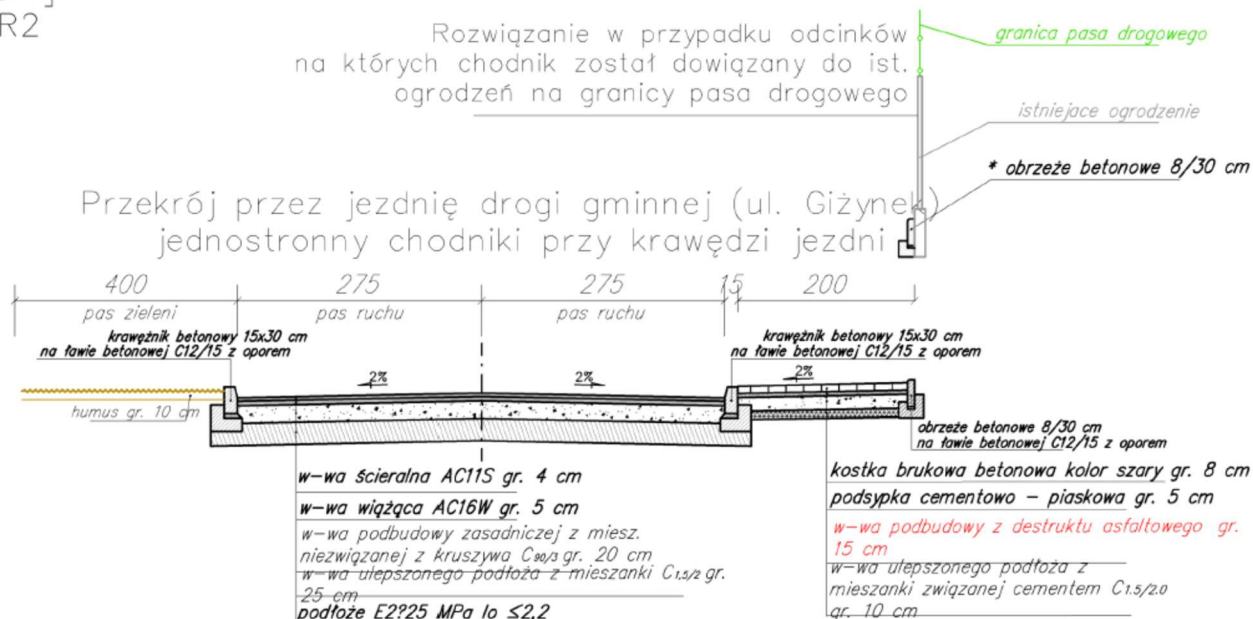 R2
Rozwiązanie w przypadku odcinków
na których chodnik został dowiązany do ist.
ogrodzeń na granicy pasa drogowego
granica pasa drogowego
istniejace ogrodzenie
* obrzeże betonowe 8/30 cm
Przekrój przez jezdnię drogi gminnej (ul. Giżynek)
jednostronny chodniki przy krawędzi jezdni
400 275 275 15 200
pas zieleni pas ruchu pas ruchu
krawężnik betonowy 15x30 cm
na ławie betonowej C12/15 z oporem
krawężnik betonowy 15x30 cm
na ławie betonowej C12/15 z oporem
2% 2% 2%
humus gr. 10 cm
obrzeże betonowe 8/30 cm
na ławie betonowej C12/15 z oporem
w-wa ścieralna AC11S gr. 4 cm
w-wa wiążąca AC16W gr. 5 cm
w-wa podbudowy zasadniczej z miesz.
niezwiązanej z kruszywa C90/3 gr. 20 cm
w-wa ulepszonego podłoża z mieszanki C1,5/2 gr.
25 cm
podłoże E2?25 MPa Io ≤2,2
kostka brukowa betonowa kolor szary gr. 8 cm
podsypka cementowo – piaskowa gr. 5 cm
w-wa podbudowy z destruktu asfaltowego gr.
15 cm
w-wa ulepszonego podłoża z
mieszanki związanej cementem C1.5/2.0
gr. 10 cm